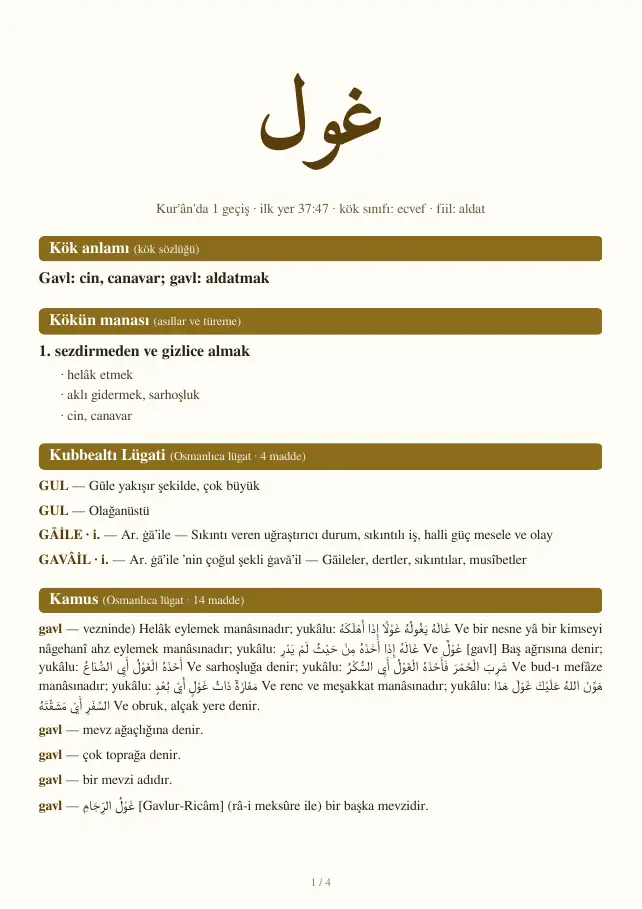 غول
Kur'ân'da 1 geçiş · ilk yer 37:47 · kök sınıfı: ecvef · fiil: aldat
Kök anlamı (kök sözlüğü)
Gavl: cin, canavar; gavl: aldatmak
Kökün manası (asıllar ve türeme)
1. sezdirmeden ve gizlice almak
· helâk etmek
· aklı gidermek, sarhoşluk
· cin, canavar
Kubbealtı Lügati (Osmanlıca lügat · 4 madde)
GUL — Gûle yakışır şekilde, çok büyük
GUL — Olağanüstü
GĀİLE · i. — Ar. ġā'ile — Sıkıntı veren uğraştırıcı durum, sıkıntılı iş, halli güç mesele ve olay
GAVÂİL · i. — Ar. ġā'ile 'nin çoğul şekli ġavā'il — Gāileler, dertler, sıkıntılar, musîbetler
Kamus (Osmanlıca lügat · 14 madde)
gavl — vezninde) Helâk eylemek manâsınadır; yukâlu: غَالَهُ يَغُولُهُ غَوْلًا إِذَا أَهْلَكَهُ Ve bir nesne yâ bir kimseyi
nâgehanî ahz eylemek manâsınadır; yukâlu: غَالَهُ إِذَا أَخَذَهُ مِنْ حَيْثُ لَمْ يَدْرِ Ve غَوْلٌ [gavl] Baş ağrısına denir;
yukâlu: أَخَذَهُ الْغَوْلُ أَيِ الصُّدَاعُ Ve sarhoşluğa denir; yukâlu: شَرِبَ الْخَمْرَ فَأَخَذَهُ الْغَوْلُ أَيِ السُّكْرُ Ve bud-ı mefâze
manâsınadır; yukâlu: مَفَازَةٌ ذَاتُ غَوْلٍ أَيْ بُعْدٍ Ve renc ve meşakkat manâsınadır; yukâlu: هَوَّنَ اللهُ عَلَيْكَ غَوْلَ هَذَا
السَّفَرِ أَيْ مَشَقَّتَهُ Ve obruk, alçak yere denir.
gavl — mevz ağaçlığına denir.
gavl — çok toprağa denir.
gavl — bir mevzi adıdır.
gavl — غَوْلُ الرِّجَامِ [Gavlur-Ricâm] (râ-i meksûre ile) bir başka mevzidir.
1 / 4